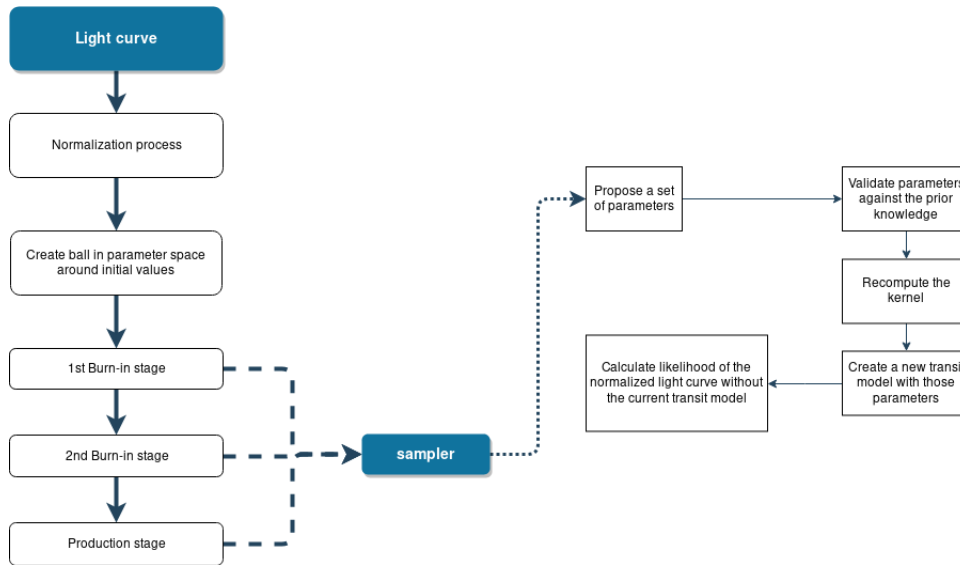 Light curve
Normalization process
Create ball in parameter space
around initial values
1st Burn-in stage
2nd Burn-in stage
Production stage
sampler
Propose a set
of parameters
Validate parameters
against the prior
knowledge
Recompute the
kernel
Create a new transit
model with those
parameters
Calculate likelihood of the
normalized light curve without
the current transit model